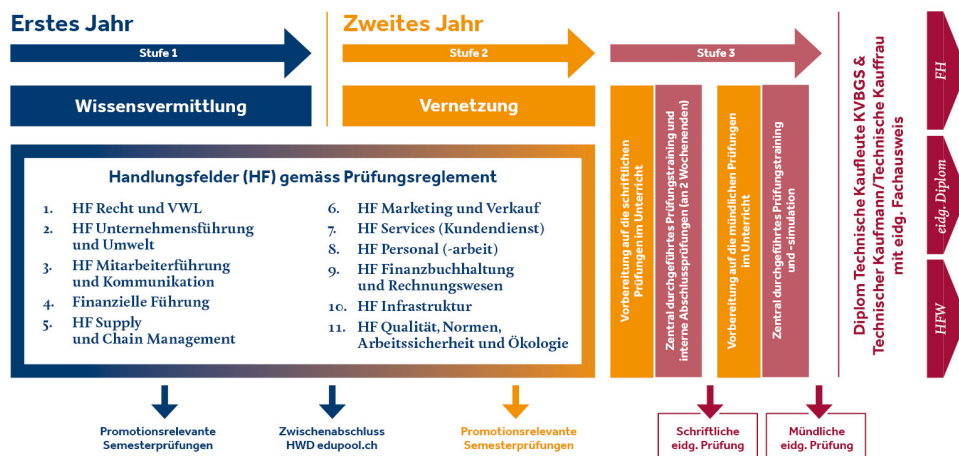 Erstes Jahr
Zweites Jahr
Stufe 1
Stufe 2
Stufe 3
Wissensvermittlung
Vernetzung
Handlungsfelder (HF) gemäss Prüfungsreglement
1. HF Recht und VWL
2. HF Unternehmensführung
und Umwelt
3. HF Mitarbeiterführung
und Kommunikation
4. Finanzielle Führung
5. HF Supply
und Chain Management
6. HF Marketing und Verkauf
7. HF Services (Kundendienst)
8. HF Personal (-arbeit)
9. HF Finanzbuchhaltung
und Rechnungswesen
10. HF Infrastruktur
11. HF Qualität, Normen,
Arbeitssicherheit und Ökologie
Vorbereitung auf die schriftlichen
Prüfungen im Unterricht
Zentral durchgeführtes Prüfungstraining und
interne Abschlussprüfungen (an 2 Wochenenden)
Vorbereitung auf die mündlichen Prüfungen
im Unterricht
Zentral durchgeführtes Prüfungstraining
und -simulation
Diplom Technische Kaufleute KVBGS &
Technischer Kaufmann/Technische Kauffrau
mit eidg. Fachausweis
FH
eidg. Diplom
HFW
Promotionsrelevante
Semesterprüfungen
Zwischenabschluss
HWD edupool.ch
Promotionsrelevante
Semesterprüfungen
Schriftliche
eidg. Prüfung
Mündliche
eidg. Prüfung